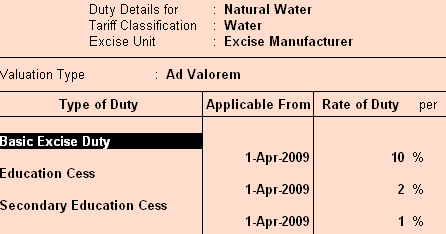 Duty Details for : Natural Water
Tariff Classification : Water
Excise Unit : Excise Manufacturer
Valuation Type : Ad Valorem
Type of Duty Applicable From Rate of Duty per
Basic Excise Duty
1-Apr-2009 10 %
Education Cess
1-Apr-2009 2 %
Secondary Education Cess
1-Apr-2009 1 %